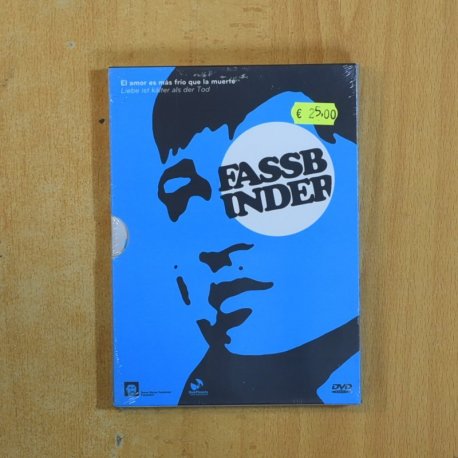 El amor es más frío que la muerte
Liebe ist kälter als der Tod
€ 25,00
FASSB
INDER
DVD